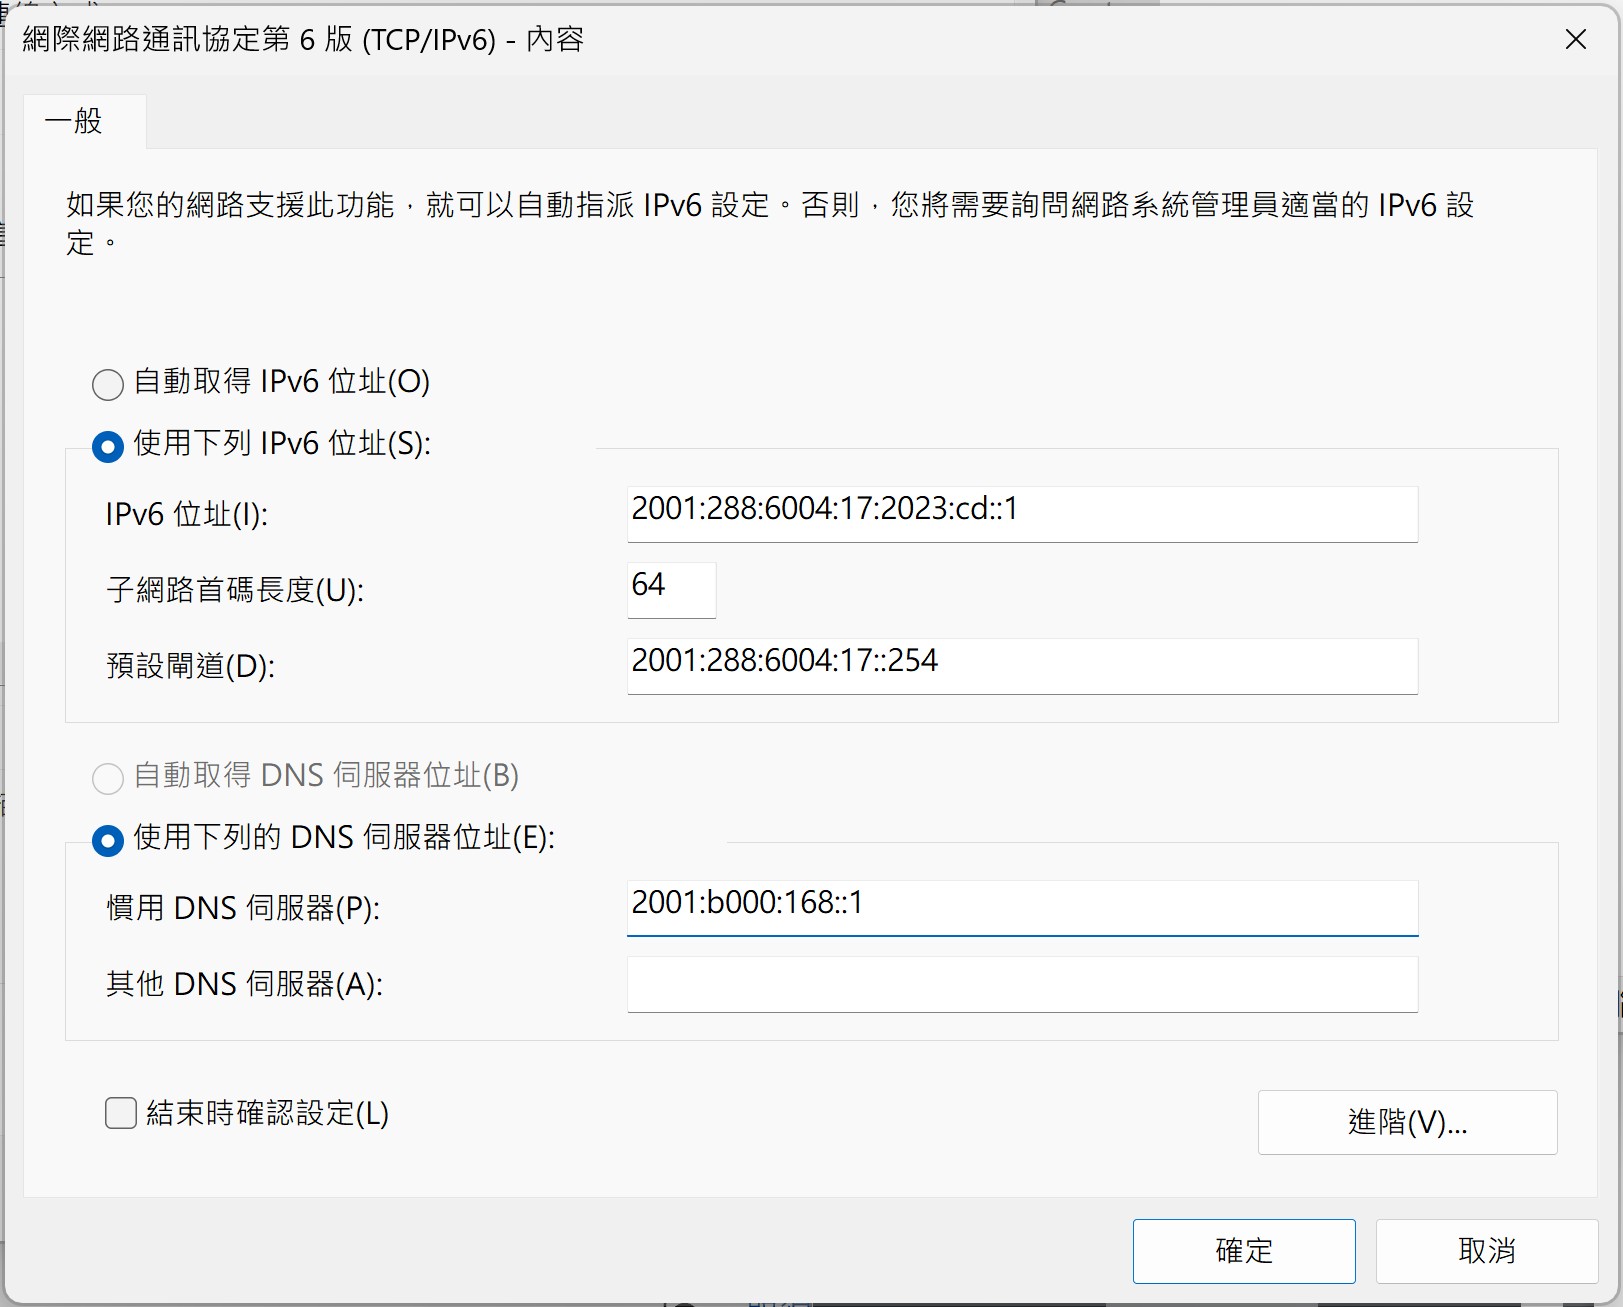 網際網路通訊協定第 6 版 (TCP/IPv6) - 內容
一般
如果您的網路支援此功能，就可以自動指派 IPv6 設定。否則，您將需要詢問網路系統管理員適當的 IPv6 設
定。
自動取得 IPv6 位址(O)
使用下列 IPv6 位址(S):
IPv6 位址(I):
2001:288:6004:17:2023:cd::1
子網路首碼長度(U):
64
預設閘道(D):
2001:288:6004:17::254
自動取得 DNS 伺服器位址(B)
使用下列的 DNS 伺服器位址(E):
慣用 DNS 伺服器(P):
2001:b000:168::1
其他 DNS 伺服器(A):
結束時確認設定(L)
進階(V)...
確定
取消